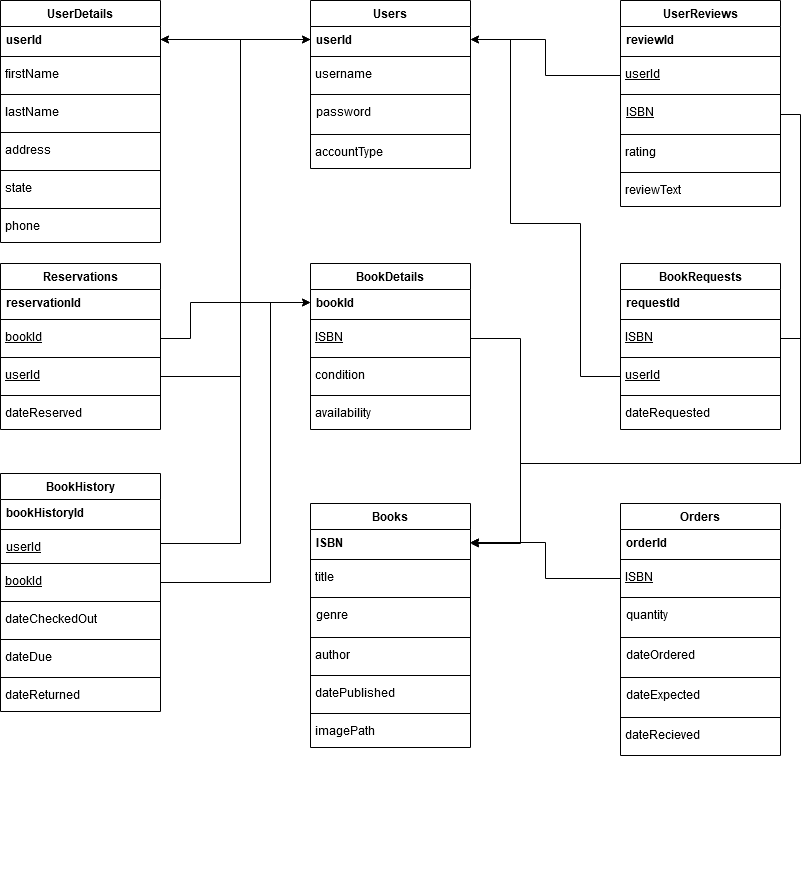 UserDetails
userId
firstName
lastName
address
state
phone
Users
userId
username
password
accountType
UserReviews
reviewId
userId
ISBN
rating
reviewText
Reservations
reservationId
bookId
userId
dateReserved
BookDetails
bookId
ISBN
condition
availability
BookRequests
requestId
ISBN
userId
dateRequested
BookHistory
bookHistoryId
userId
bookId
dateCheckedOut
dateDue
dateReturned
Books
ISBN
title
genre
author
datePublished
imagePath
Orders
orderId
ISBN
quantity
dateOrdered
dateExpected
dateRecieved